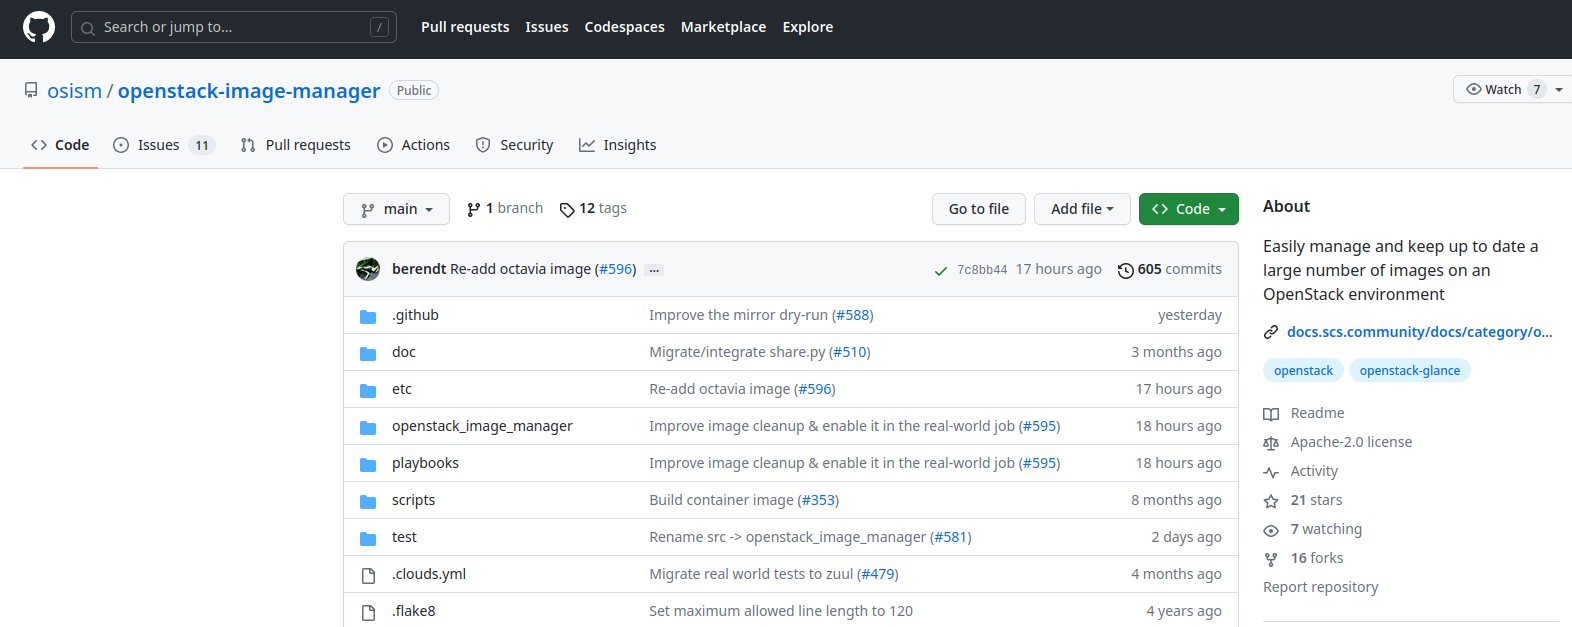 Search or jump to... / Pull requests Issues Codespaces Marketplace Explore
osism / openstack-image-manager Public Watch 7
Code Issues 11 Pull requests Actions Security Insights
main 1 branch 12 tags Go to file Add file Code
berendt Re-add octavia image (#596) ... 7c8bb44 17 hours ago 605 commits
.github Improve the mirror dry-run (#588) yesterday
doc Migrate/integrate share.py (#510) 3 months ago
etc Re-add octavia image (#596) 17 hours ago
openstack_image_manager Improve image cleanup & enable it in the real-world job (#595) 18 hours ago
playbooks Improve image cleanup & enable it in the real-world job (#595) 18 hours ago
scripts Build container image (#353) 8 months ago
test Rename src -> openstack_image_manager (#581) 2 days ago
.clouds.yml Migrate real world tests to zuul (#479) 4 months ago
.flake8 Set maximum allowed line length to 120 4 years ago
About
Easily manage and keep up to date a
large number of images on an
OpenStack environment
docs.scs.community/docs/category/o...
openstack openstack-glance
Readme
Apache-2.0 license
Activity
21 stars
7 watching
16 forks
Report repository